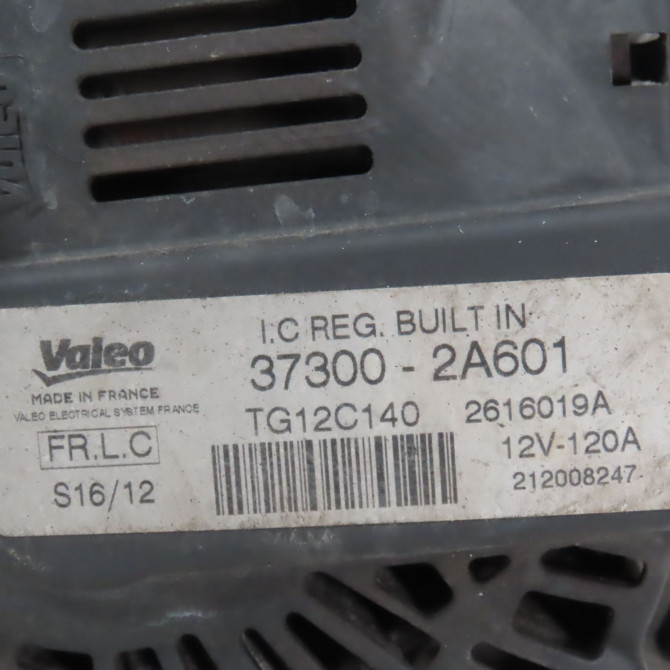 Valeo
I.C REG. BUILT IN
Valeo
37300 - 2A601
MADE IN FRANCE
VALEO ELECTRICAL SYSTEM FRANCE
TG12C140 2616019A
FR.L.C
12V-120A
S16/12
212008247